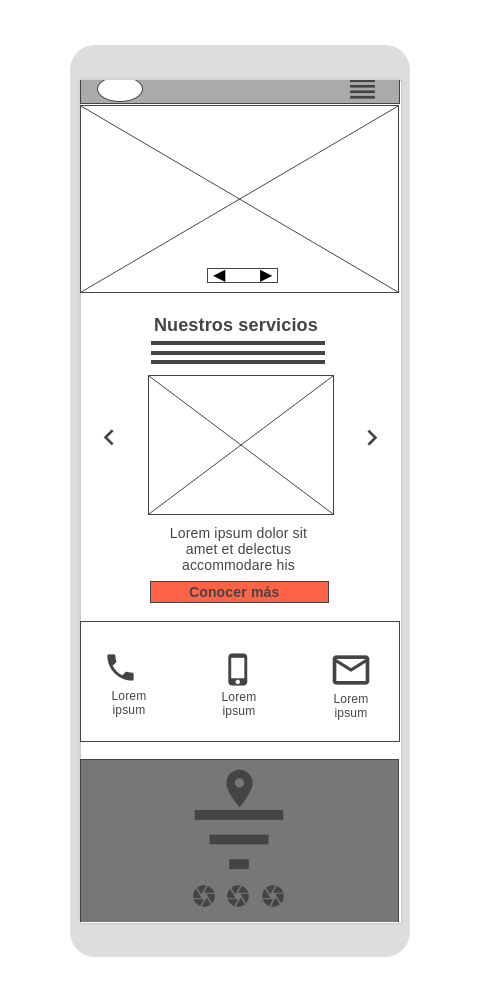 Nuestros servicios
Lorem ipsum dolor sit
amet et delectus
accommodare his
Conocer más
Lorem
ipsum
Lorem
ipsum
Lorem
ipsum